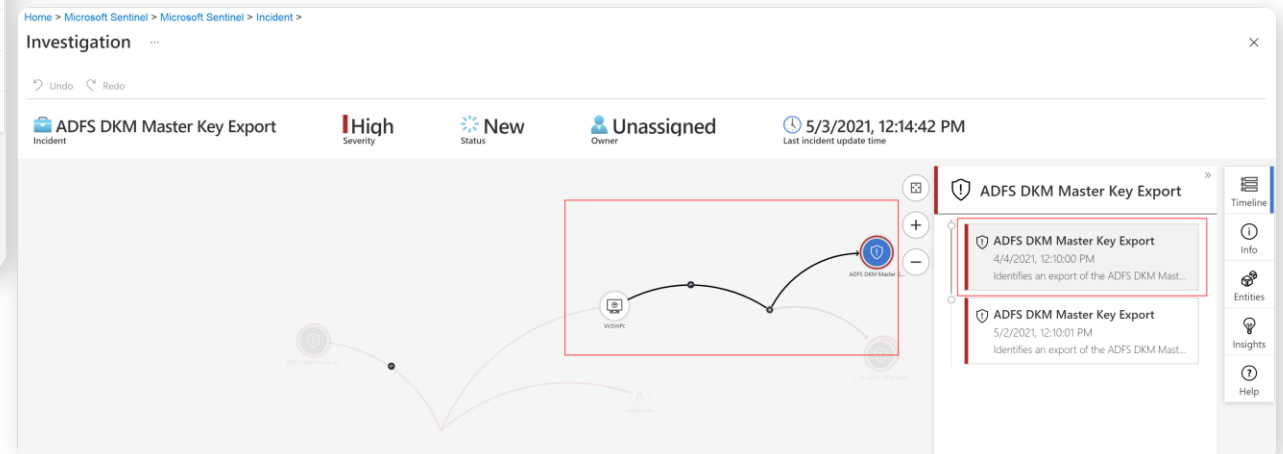 Home > Microsoft Sentinel > Microsoft Sentinel > Incident >
Investigation ...
×
Undo Redo
ADFS DKM Master Key Export
Incident
High
Severity
New
Status
Unassigned
Owner
5/3/2021, 12:14:42 PM
Last incident update time
ADFS DKM Master
VictimPc
»
ADFS DKM Master Key Export
ADFS DKM Master Key Export
4/4/2021, 12:10:00 PM
Identifies an export of the ADFS DKM Mast...
ADFS DKM Master Key Export
5/2/2021, 12:10:01 PM
Identifies an export of the ADFS DKM Mast...
Timeline
Info
Entities
Insights
Help